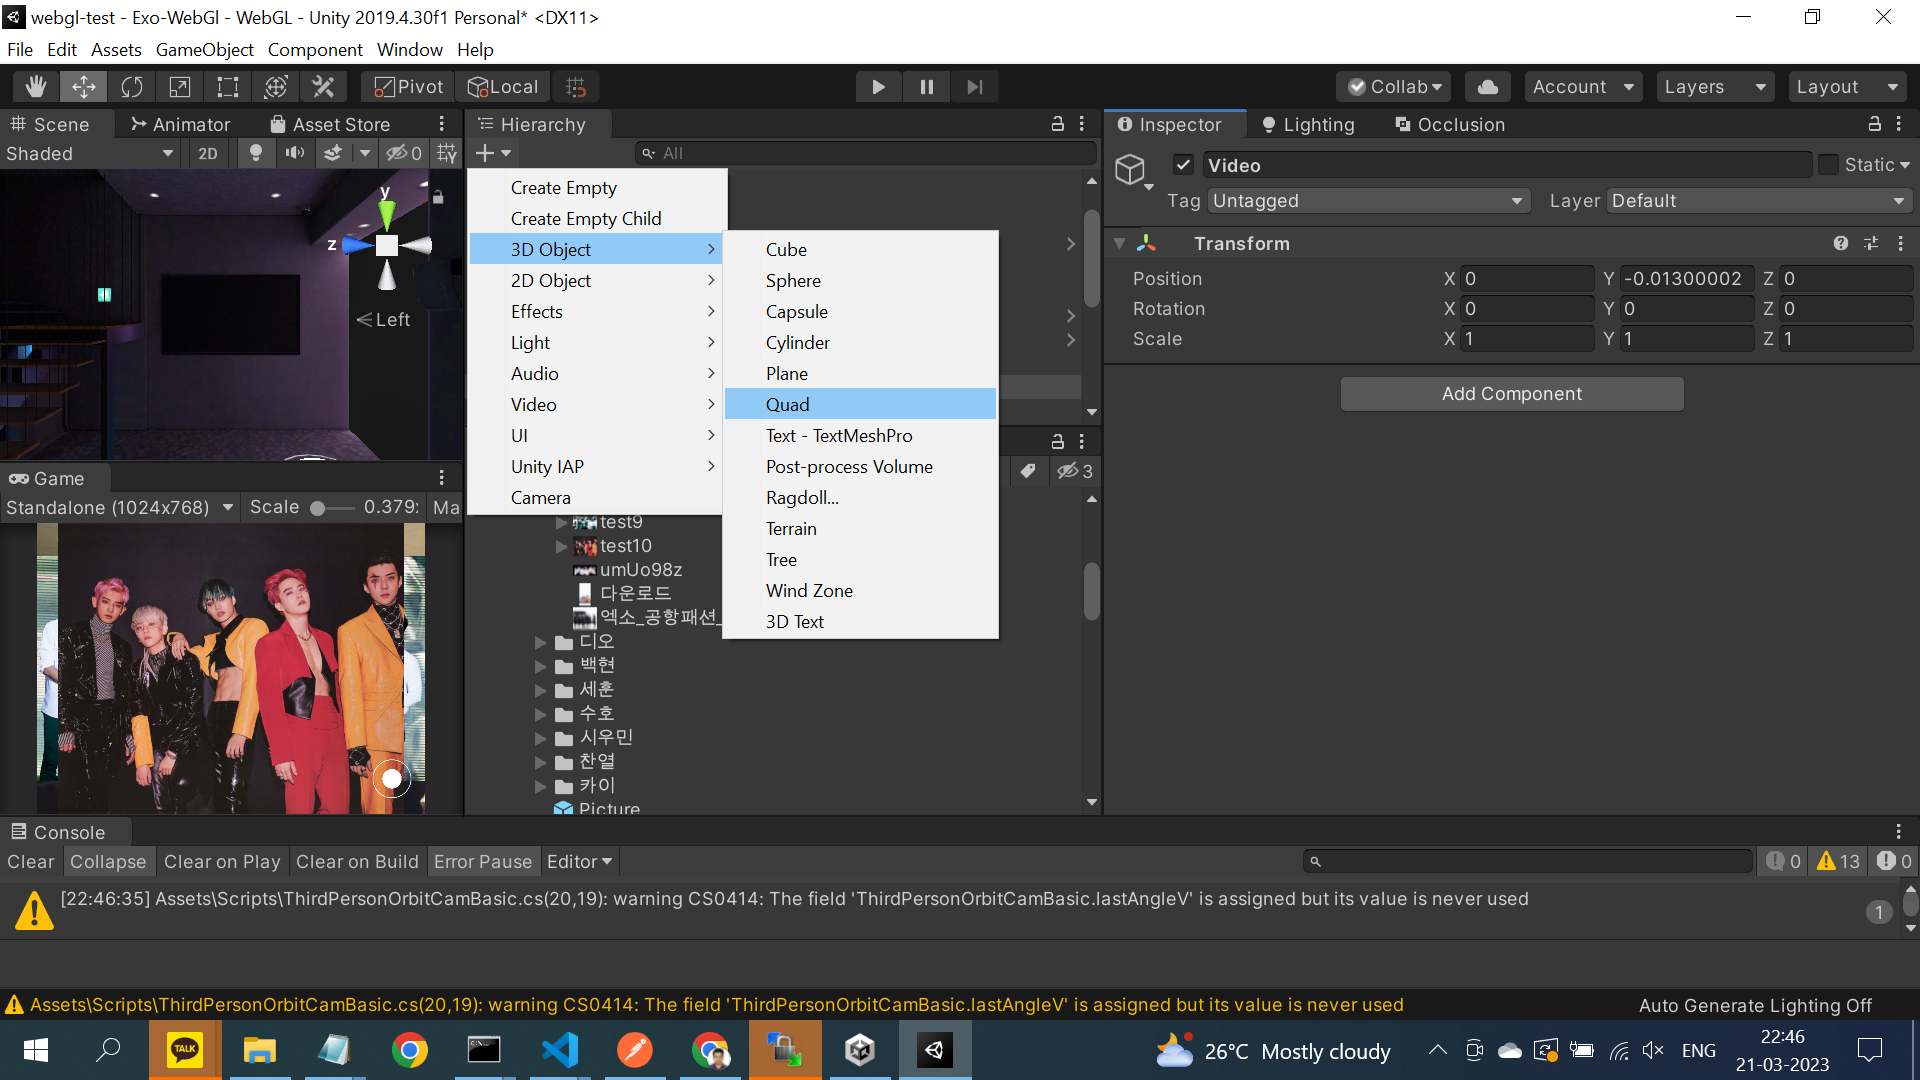 webgl-test - Exo-WebGl - WebGL - Unity 2019.4.30f1 Personal* <DX11>
File Edit Assets GameObject Component Window Help
Pivot Local Collab Account Layers Layout
Scene Animator Asset Store
Shaded 2D 0
y
z
Left
Hierarchy
All
Create Empty
Create Empty Child
3D Object
2D Object
Effects
Light
Audio
Video
UI
Unity IAP
Camera
Cube
Sphere
Capsule
Cylinder
Plane
Quad
Text - TextMeshPro
Post-process Volume
Ragdoll...
Terrain
Tree
Wind Zone
3D Text
3
test9
test10
umUo98z
다운로드
엑소_공항패션_
디오
백현
세훈
수호
시우민
찬열
카이
Picture
Game
Standalone (1024x768) Scale 0.379 Ma
Inspector Lighting Occlusion
Video Static
Tag Untagged Layer Default
Transform
Position X 0 Y -0.01300002 Z 0
Rotation X 0 Y 0 Z 0
Scale X 1 Y 1 Z 1
Add Component
Console
Clear Collapse Clear on Play Clear on Build Error Pause Editor 0 13 0
[22:46:35] Assets\Scripts\ThirdPersonOrbitCamBasic.cs(20,19): warning CS0414: The field 'ThirdPersonOrbitCamBasic.lastAngleV' is assigned but its value is never used
1
Assets\Scripts\ThirdPersonOrbitCamBasic.cs(20,19): warning CS0414: The field 'ThirdPersonOrbitCamBasic.lastAngleV' is assigned but its value is never used
Auto Generate Lighting Off
TALK
26°C Mostly cloudy
ENG
22:46
21-03-2023